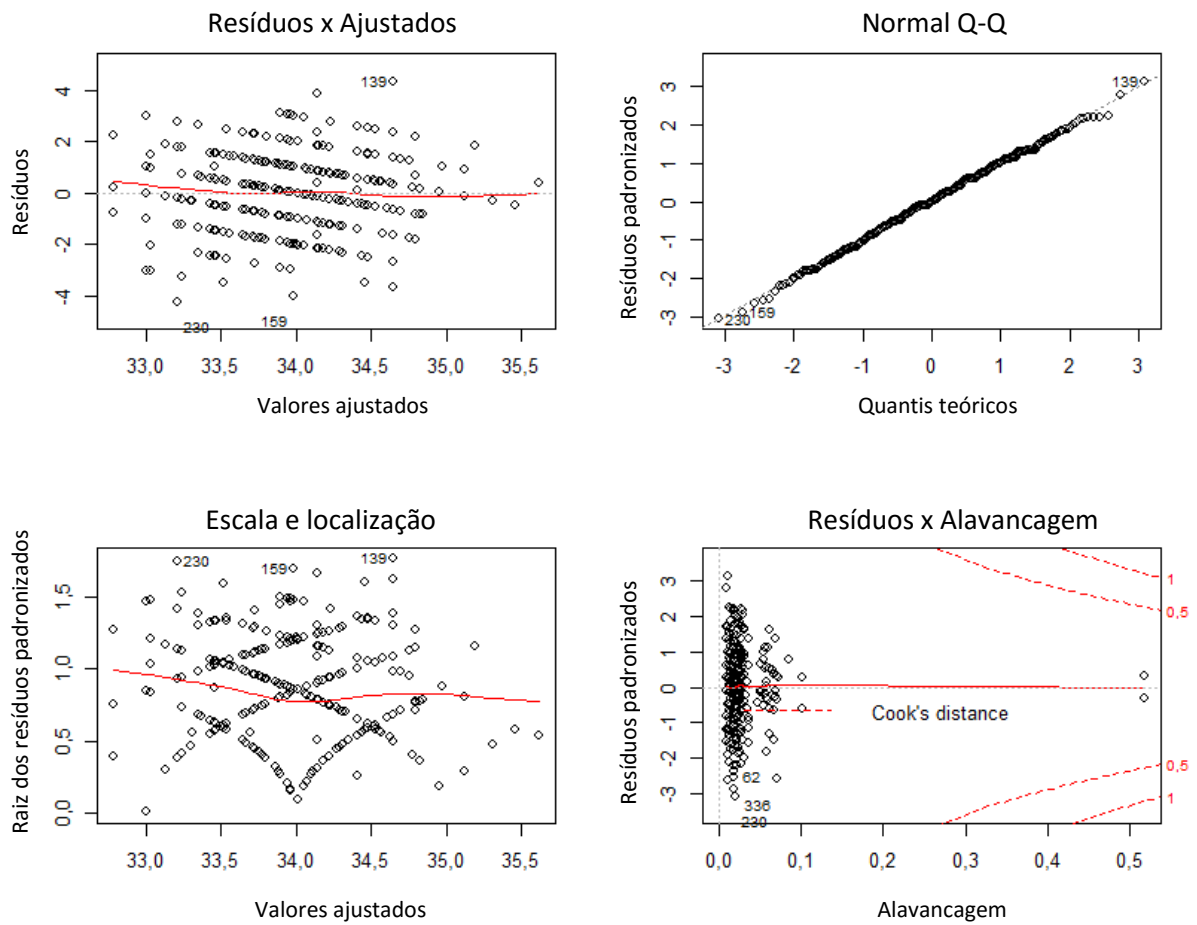 Resíduos x Ajustados
Resíduos
4
2
0
-2
-4
139
230
159
33,0 33,5 34,0 34,5 35,0 35,5
Valores ajustados
Normal Q-Q
Resíduos padronizados
3
2
1
0
-1
-2
-3
139
230
159
-3 -2 -1 0 1 2 3
Quantis teóricos
Escala e localização
Raiz dos resíduos padronizados
1,5
1,0
0,5
0,0
230
159
139
33,0 33,5 34,0 34,5 35,0 35,5
Valores ajustados
Resíduos x Alavancagem
Resíduos padronizados
3
2
1
0
-1
-2
-3
1
0,5
Cook's distance
0,5
1
62
336
230
0,0 0,1 0,2 0,3 0,4 0,5
Alavancagem